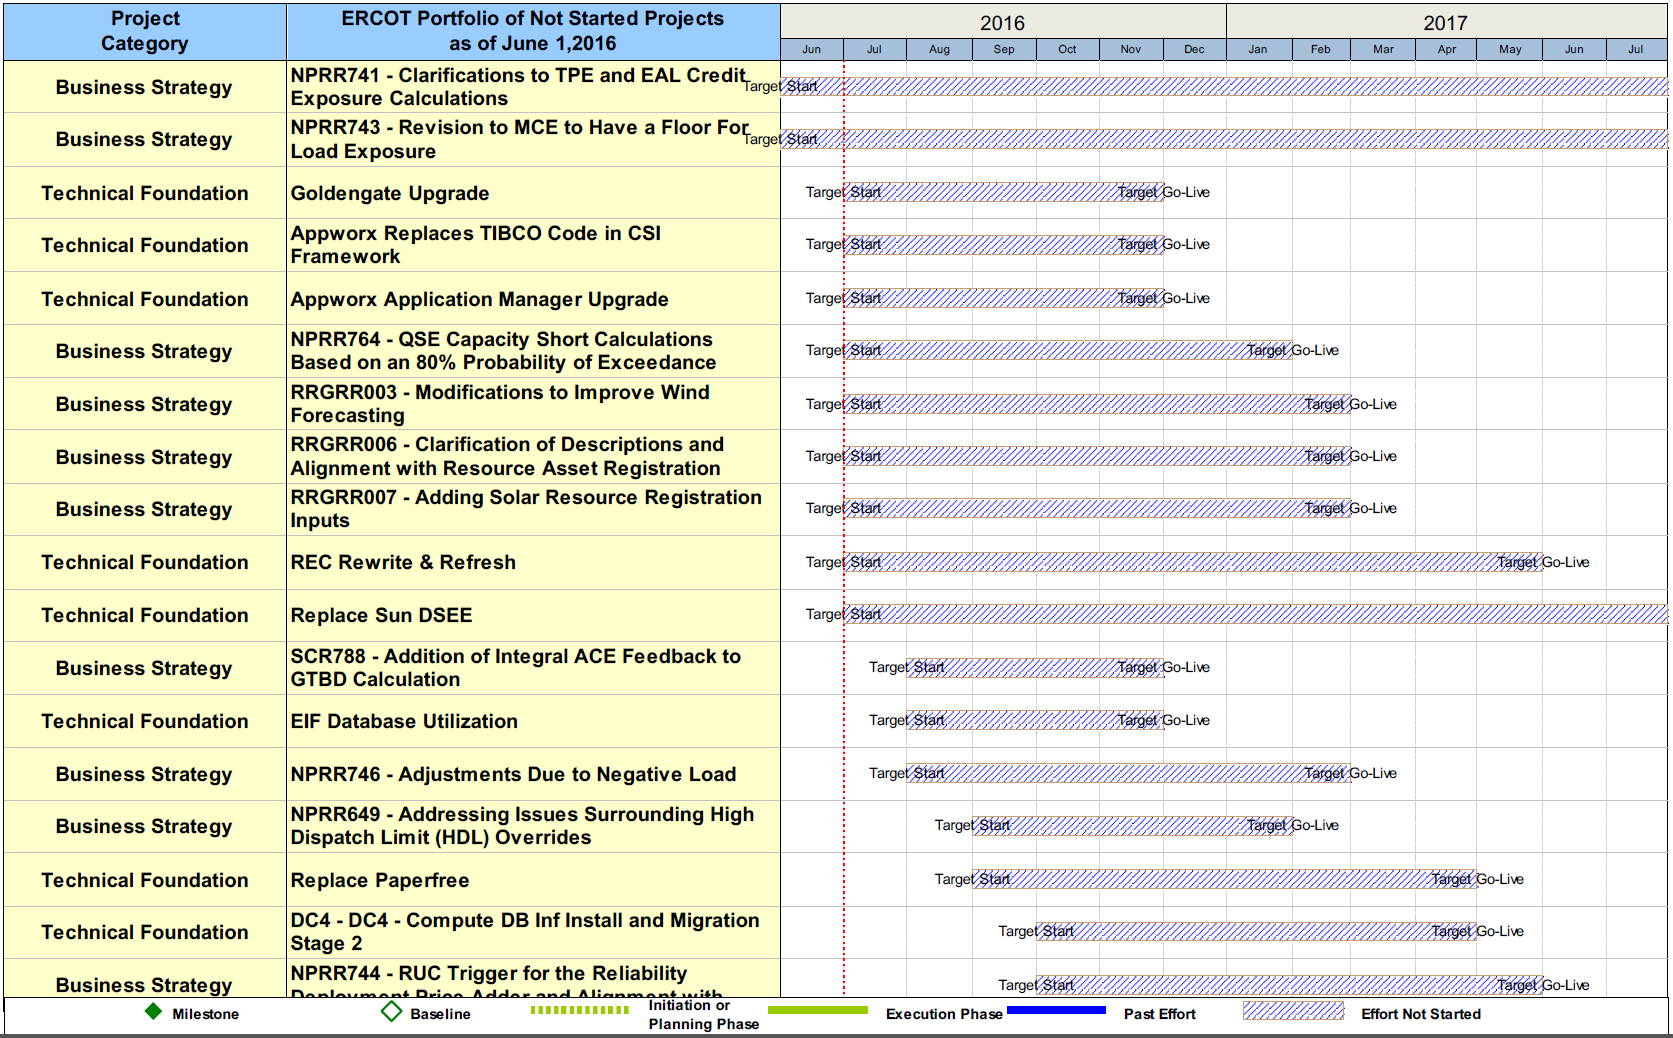 Project
Category
ERCOT Portfolio of Not Started Projects
as of June 1,2016
2016
2017
Jun
Jul
Aug
Sep
Oct
Nov
Dec
Jan
Feb
Mar
Apr
May
Jun
Jul
Business Strategy
NPRR741 - Clarifications to TPE and EAL Credit
Exposure Calculations
Target Start
Business Strategy
NPRR743 - Revision to MCE to Have a Floor For
Load Exposure
Target Start
Technical Foundation
Goldengate Upgrade
Target Start
Target Go-Live
Technical Foundation
Appworx Replaces TIBCO Code in CSI
Framework
Target Start
Target Go-Live
Technical Foundation
Appworx Application Manager Upgrade
Target Start
Target Go-Live
Business Strategy
NPRR764 - QSE Capacity Short Calculations
Based on an 80% Probability of Exceedance
Target Start
Target Go-Live
Business Strategy
RRGRR003 - Modifications to Improve Wind
Forecasting
Target Start
Target Go-Live
Business Strategy
RRGRR006 - Clarification of Descriptions and
Alignment with Resource Asset Registration
Target Start
Target Go-Live
Business Strategy
RRGRR007 - Adding Solar Resource Registration
Inputs
Target Start
Target Go-Live
Technical Foundation
REC Rewrite & Refresh
Target Start
Target Go-Live
Technical Foundation
Replace Sun DSEE
Target Start
Business Strategy
SCR788 - Addition of Integral ACE Feedback to
GTBD Calculation
Target Start
Target Go-Live
Technical Foundation
EIF Database Utilization
Target Start
Target Go-Live
Business Strategy
NPRR746 - Adjustments Due to Negative Load
Target Start
Target Go-Live
Business Strategy
NPRR649 - Addressing Issues Surrounding High
Dispatch Limit (HDL) Overrides
Target Start
Target Go-Live
Technical Foundation
Replace Paperfree
Target Start
Target Go-Live
Technical Foundation
DC4 - DC4 - Compute DB Inf Install and Migration
Stage 2
Target Start
Target Go-Live
Business Strategy
NPRR744 - RUC Trigger for the Reliability
Deployment Price Adder and Alignment with
Target Start
Target Go-Live
Milestone
Baseline
Initiation or
Planning Phase
Execution Phase
Past Effort
Effort Not Started